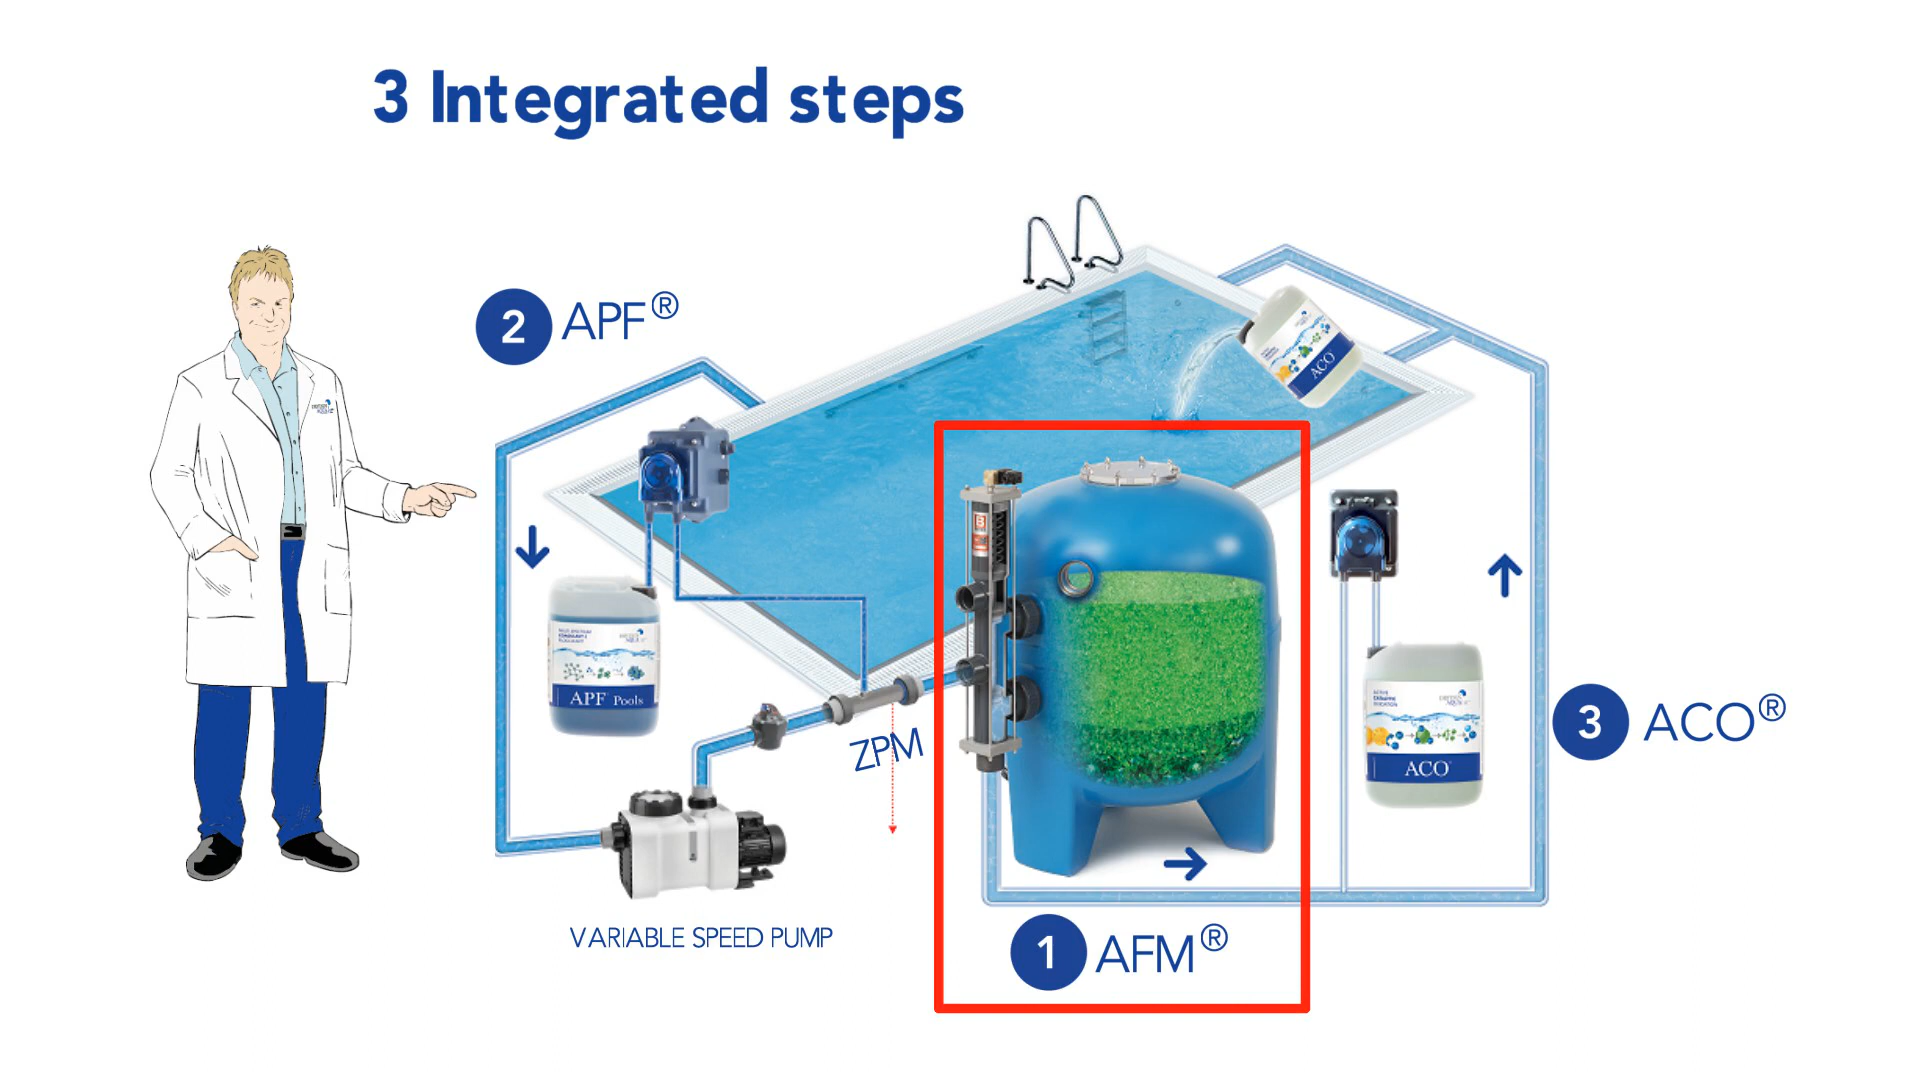 3 Integrated steps
2 APF®
ACO
B
APF Pools
ZPM
3 ACO®
ACO
VARIABLE SPEED PUMP
1 AFM®